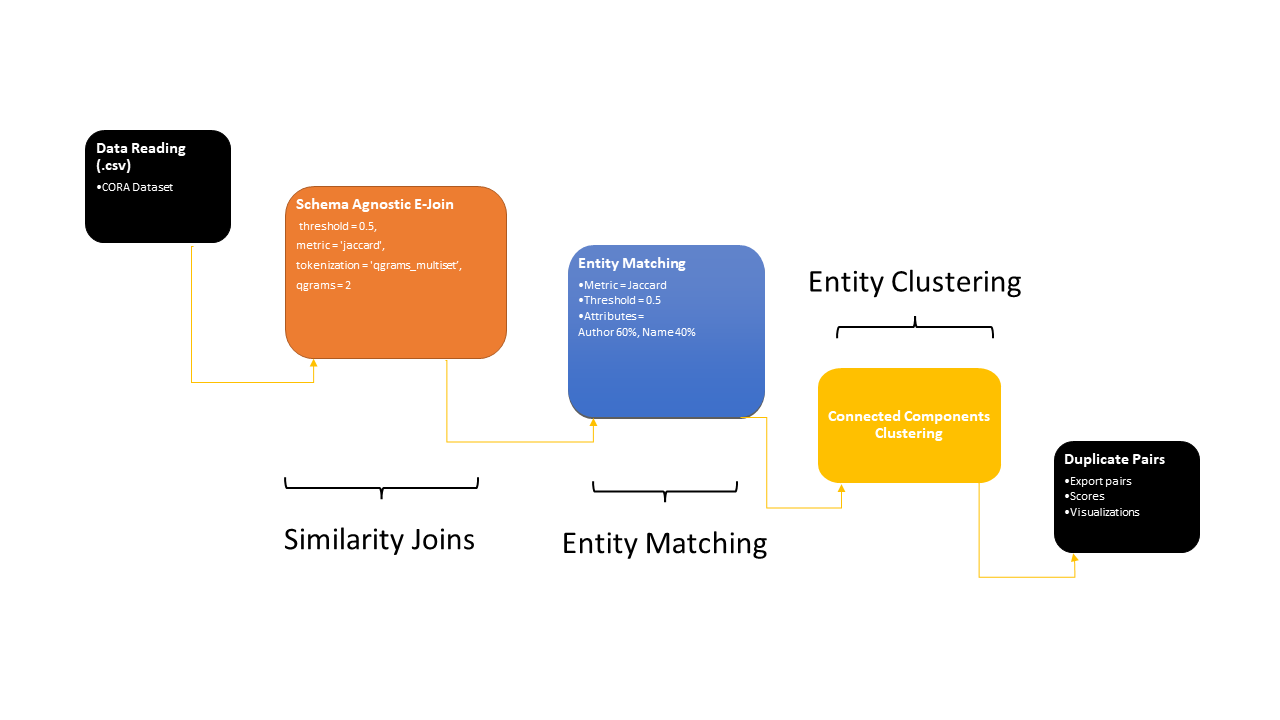 Data Reading
(.csv)
•CORA Dataset
Schema Agnostic E-Join
threshold = 0.5,
metric = 'jaccard',
tokenization = 'qgrams_multiset’,
qgrams = 2
Entity Matching
•Metric = Jaccard
•Threshold = 0.5
•Attributes =
Author 60%, Name 40%
Entity Clustering
Connected Components
Clustering
Duplicate Pairs
•Export pairs
•Scores
•Visualizations
Similarity Joins
Entity Matching